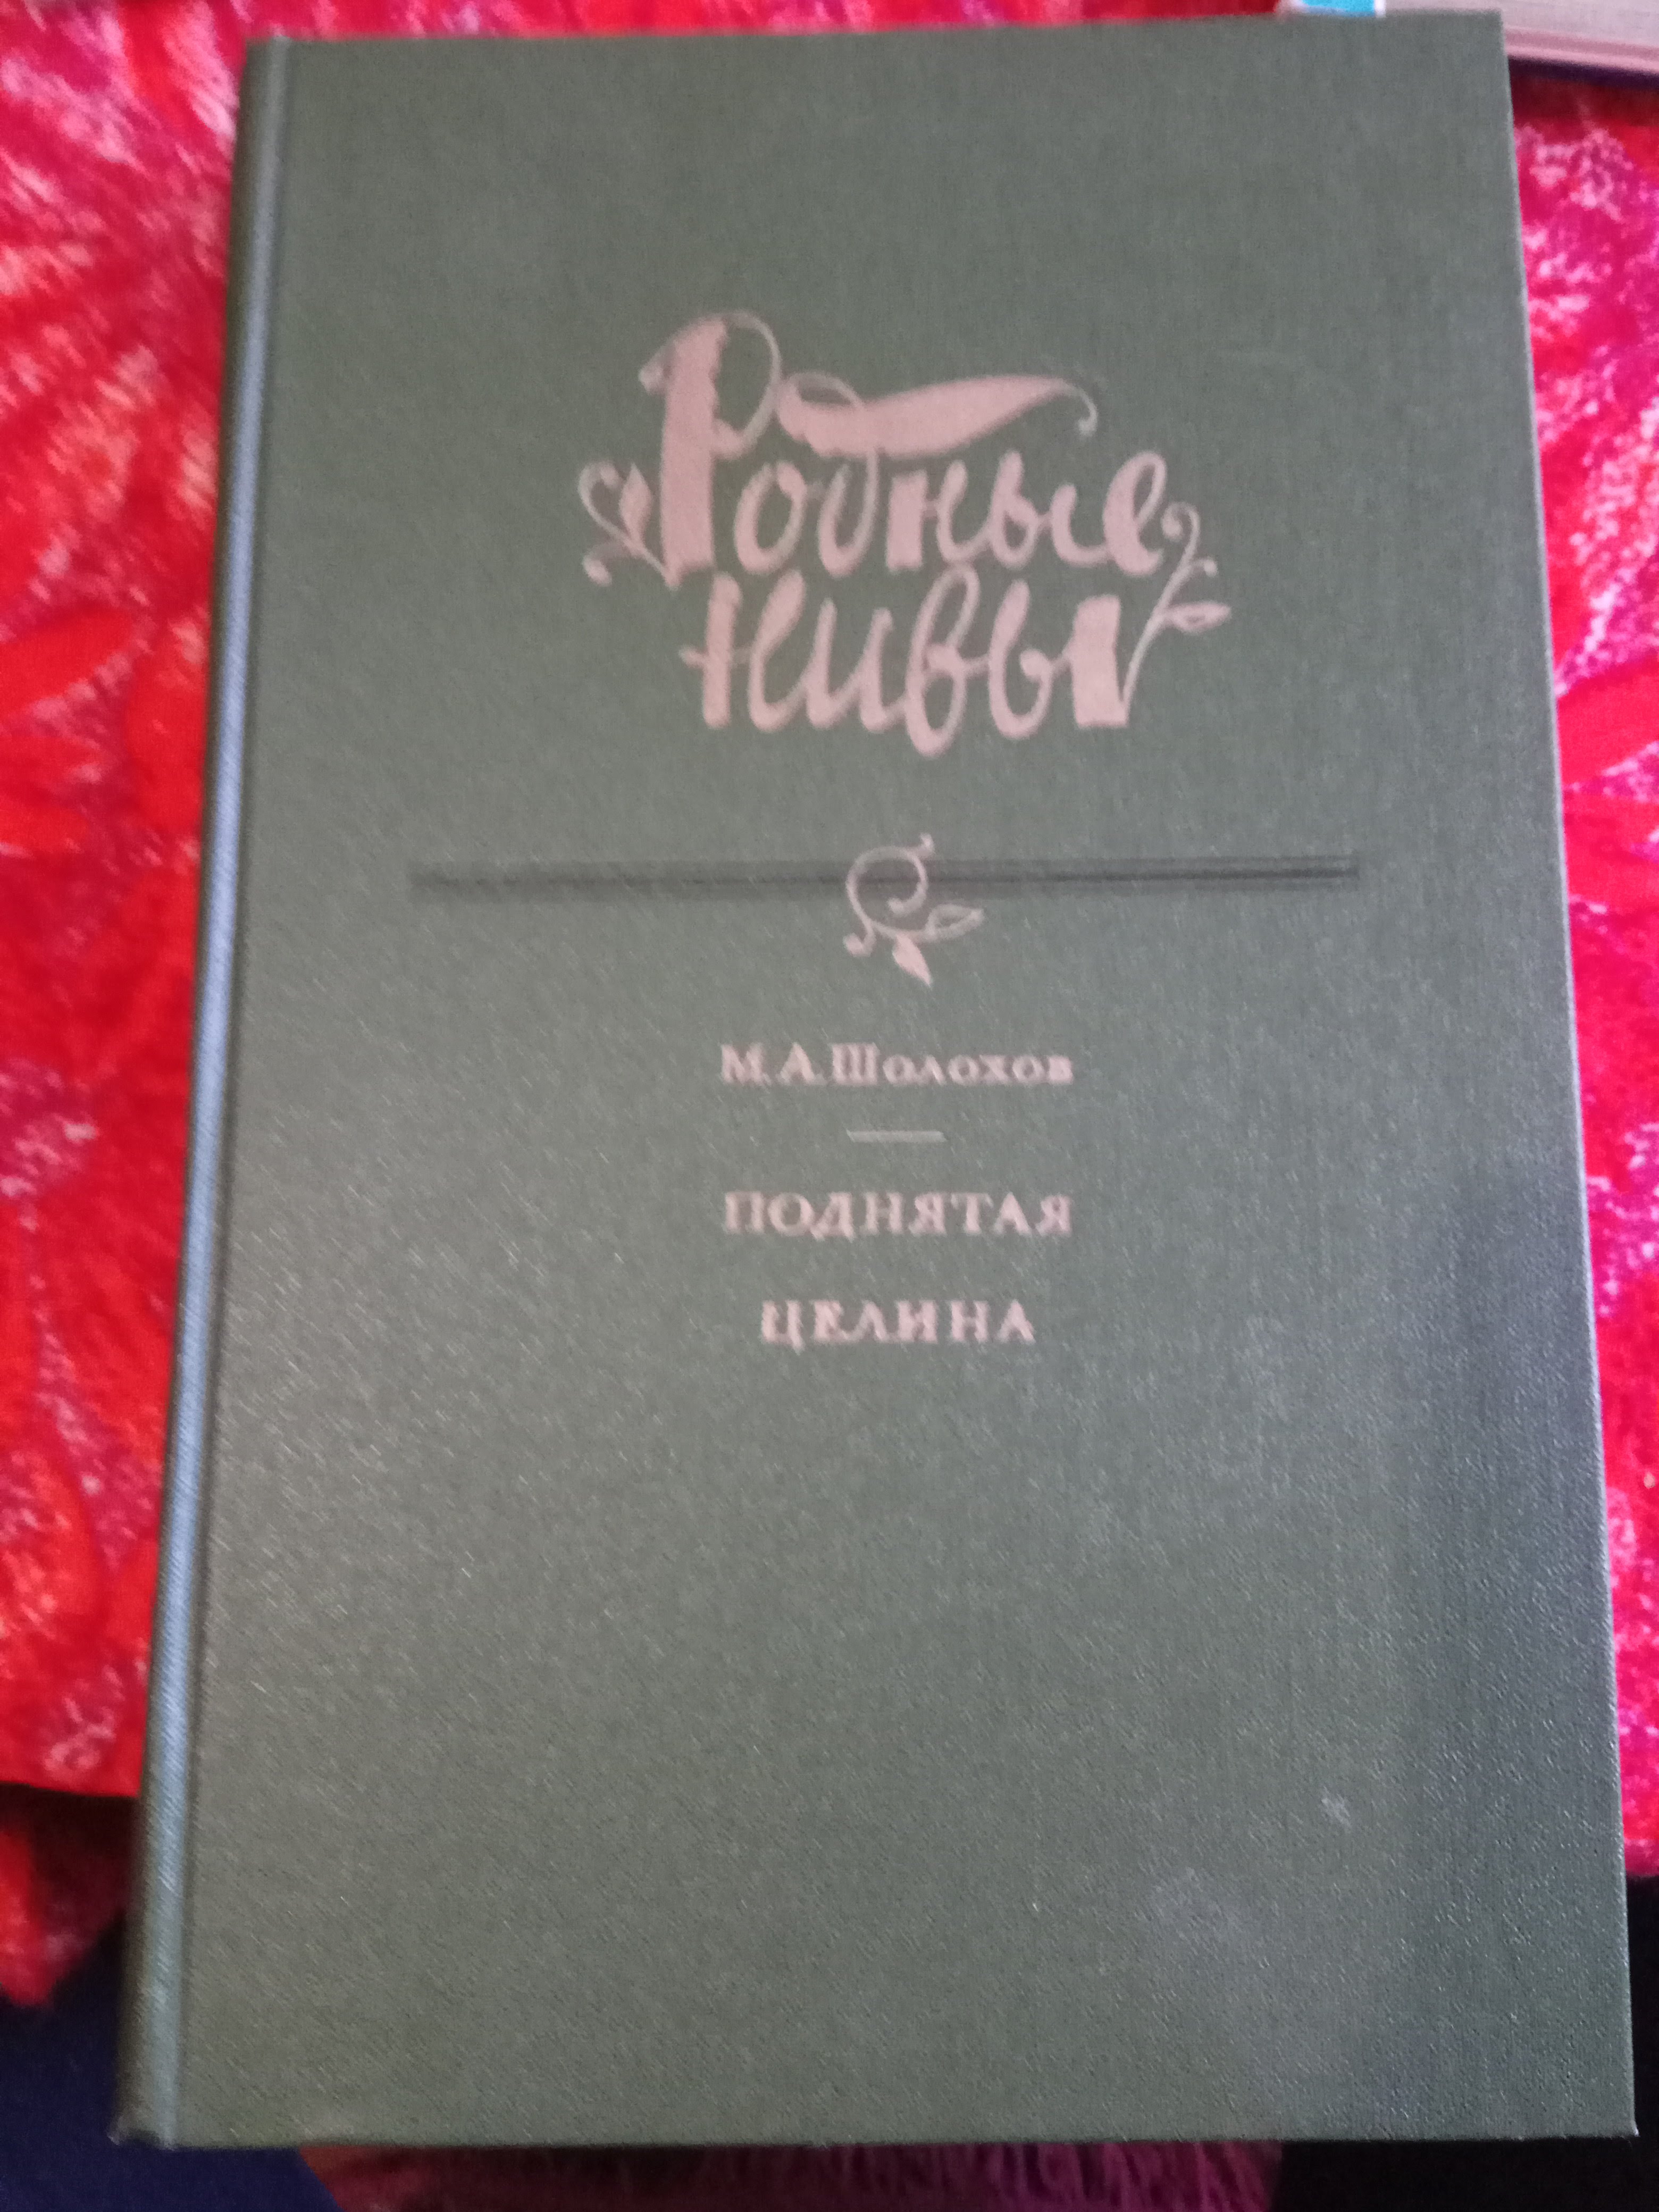 Родные
нивы
М.А.Шолохов
ПОДНЯТАЯ
ЦЕЛИНА